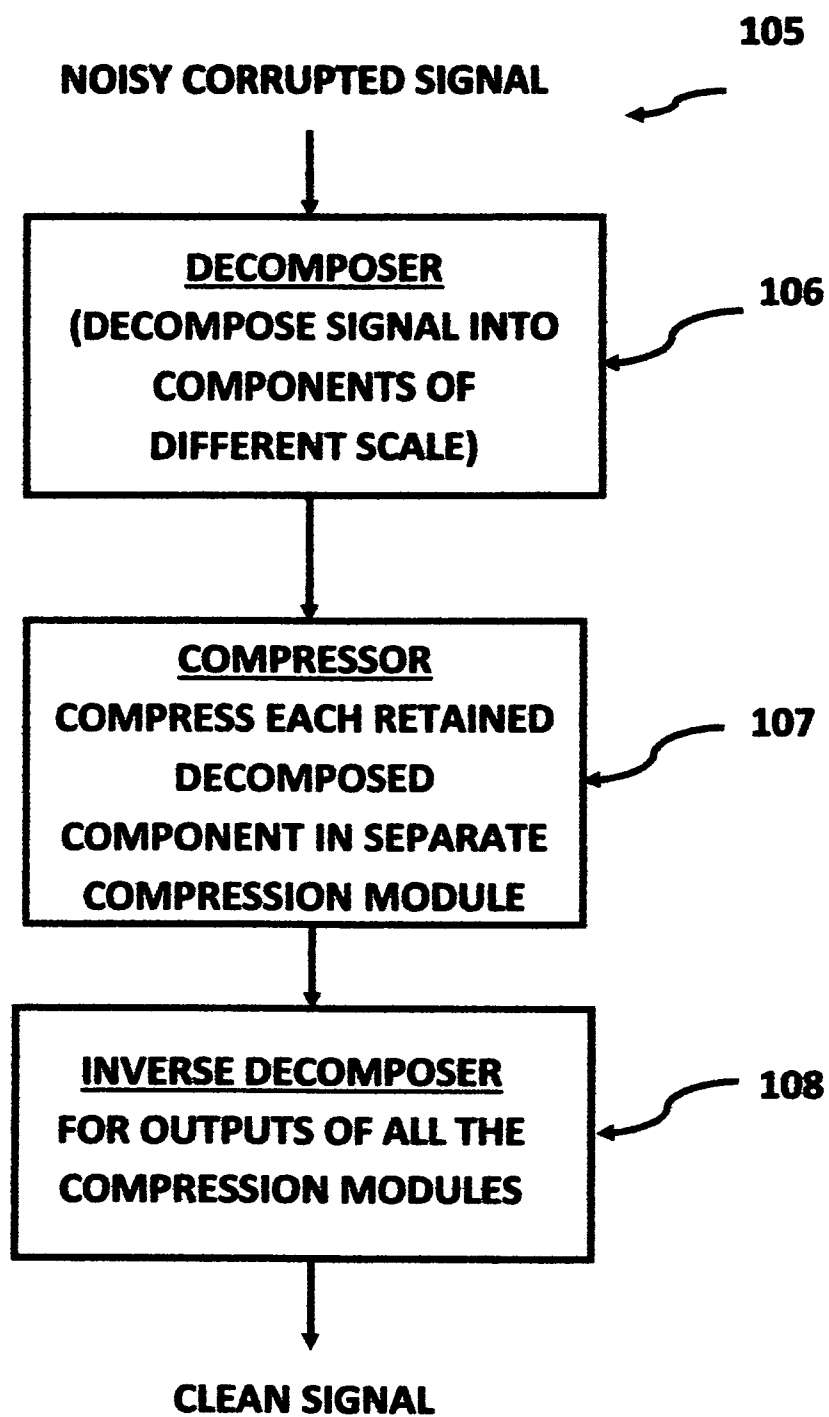 105
NOISY CORRUPTED SIGNAL
DECOMPOSER
(DECOMPOSE SIGNAL INTO
COMPONENTS OF
DIFFERENT SCALE)
106
COMPRESSOR
COMPRESS EACH RETAINED
DECOMPOSED
COMPONENT IN SEPARATE
COMPRESSION MODULE
107
INVERSE DECOMPOSER
FOR OUTPUTS OF ALL THE
COMPRESSION MODULES
108
CLEAN SIGNAL